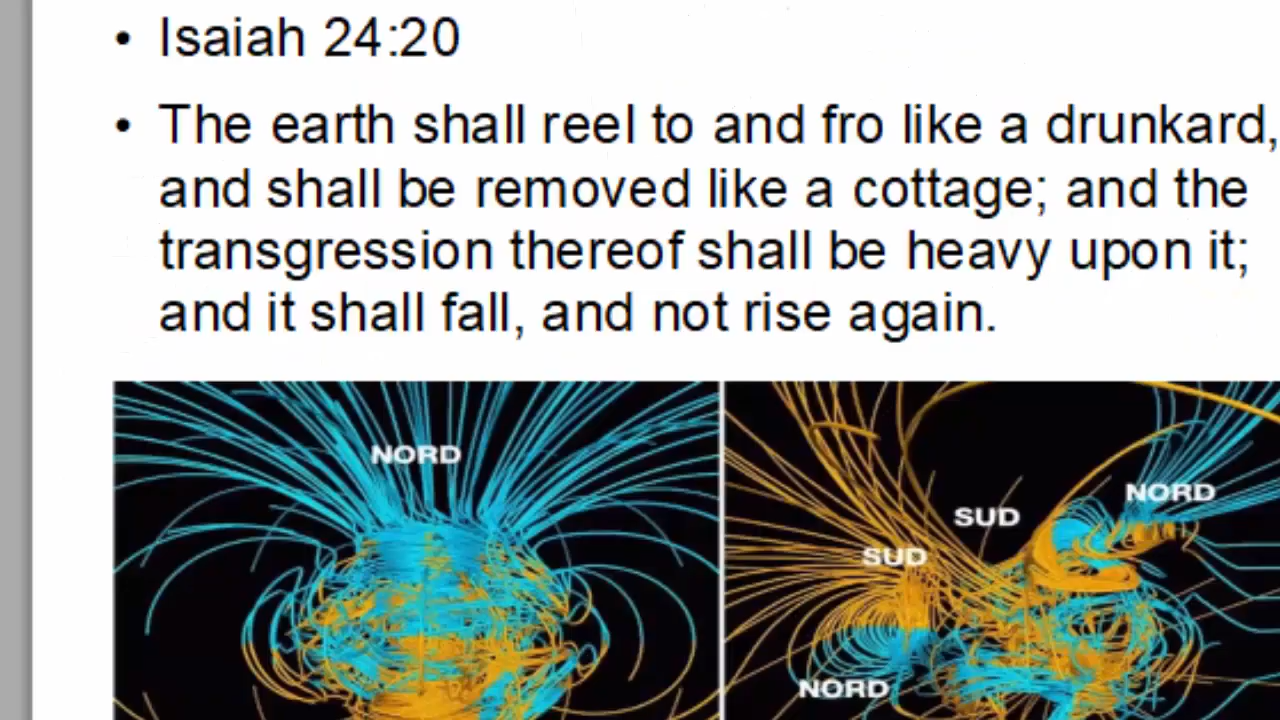 • Isaiah 24:20
• The earth shall reel to and fro like a drunkard,
and shall be removed like a cottage; and the
transgression thereof shall be heavy upon it;
and it shall fall, and not rise again.
NORD
NORD
SUD
SUD
NORD